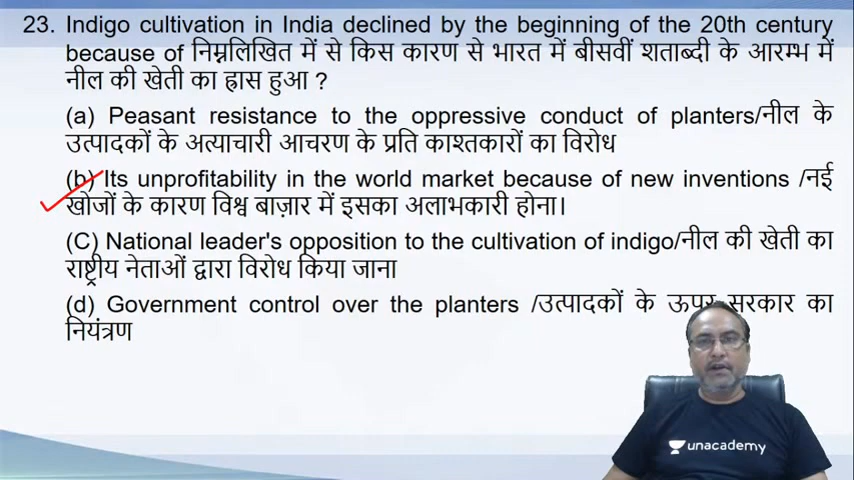 23. Indigo cultivation in India declined by the beginning of the 20th century
because of निम्नलिखित में से किस कारण से भारत में बीसवीं शताब्दी के आरम्भ में
नील की खेती का ह्रास हुआ ?
(a) Peasant resistance to the oppressive conduct of planters/नील के
उत्पादकों के अत्याचारी आचरण के प्रति काश्तकारों का विरोध
(b) Its unprofitability in the world market because of new inventions /नई
खोजों के कारण विश्व बाज़ार में इसका अलाभकारी होना।
(C) National leader's opposition to the cultivation of indigo/नील की खेती का
राष्ट्रीय नेताओं द्वारा विरोध किया जाना
(d) Government control over the planters /उत्पादकों के ऊपर सरकार का
नियंत्रण
unacademy